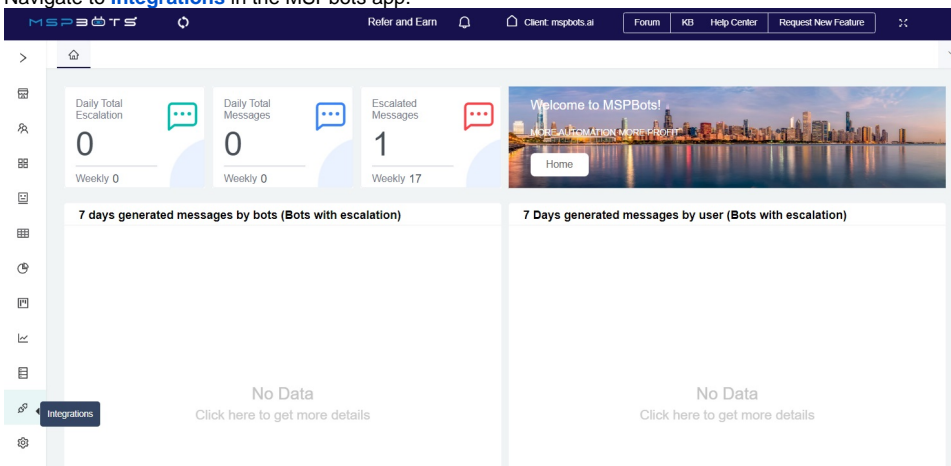 Navigate to Integrations in the MSPbots app.
MSPBOTS Refer and Earn Client: mspbots.ai Forum KB Help Center Request New Feature
Daily Total Escalation
0
Weekly 0
Daily Total Messages
0
Weekly 0
Escalated Messages
1
Weekly 17
Welcome to MSPBots!
MORE AUTOMATION MORE PROFIT
Home
7 days generated messages by bots (Bots with escalation)
No Data
Click here to get more details
7 Days generated messages by user (Bots with escalation)
No Data
Click here to get more details
Integrations